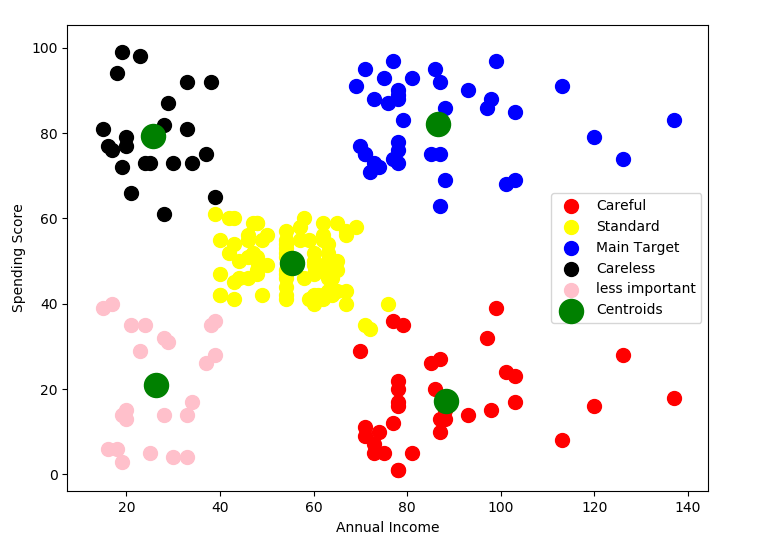 100
80
60
40
20
0
Spending Score
20 40 60 80 100 120 140
Annual Income
Careful
Standard
Main Target
Careless
less important
Centroids